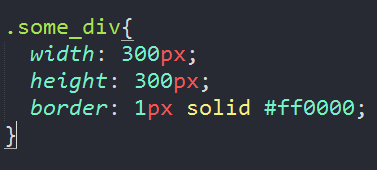 .some_div{
  width: 300px;
  height: 300px;
  border: 1px solid #ff0000;
}